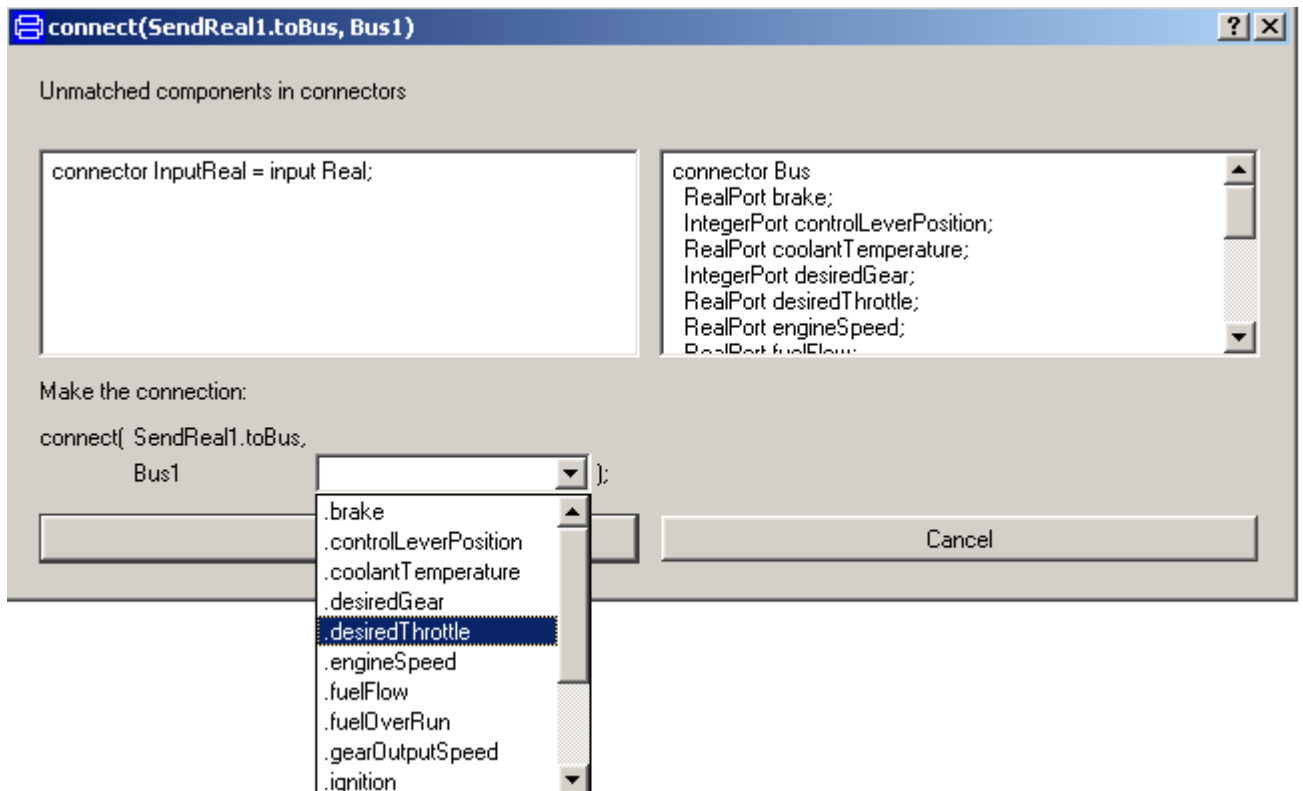 connect(SendReal1.toBus, Bus1)
Unmatched components in connectors
connector InputReal = input Real;
connector Bus
RealPort brake;
IntegerPort controlLeverPosition;
RealPort coolantTemperature;
IntegerPort desiredGear;
RealPort desiredThrottle;
RealPort engineSpeed;
RealPort fuelFlow;
Make the connection:
connect( SendReal1.toBus,
Bus1 );
.brake
.controlLeverPosition
.coolantTemperature
.desiredGear
.desiredThrottle
.engineSpeed
.fuelFlow
.fuelOverRun
.gearOutputSpeed
.ignition
Cancel